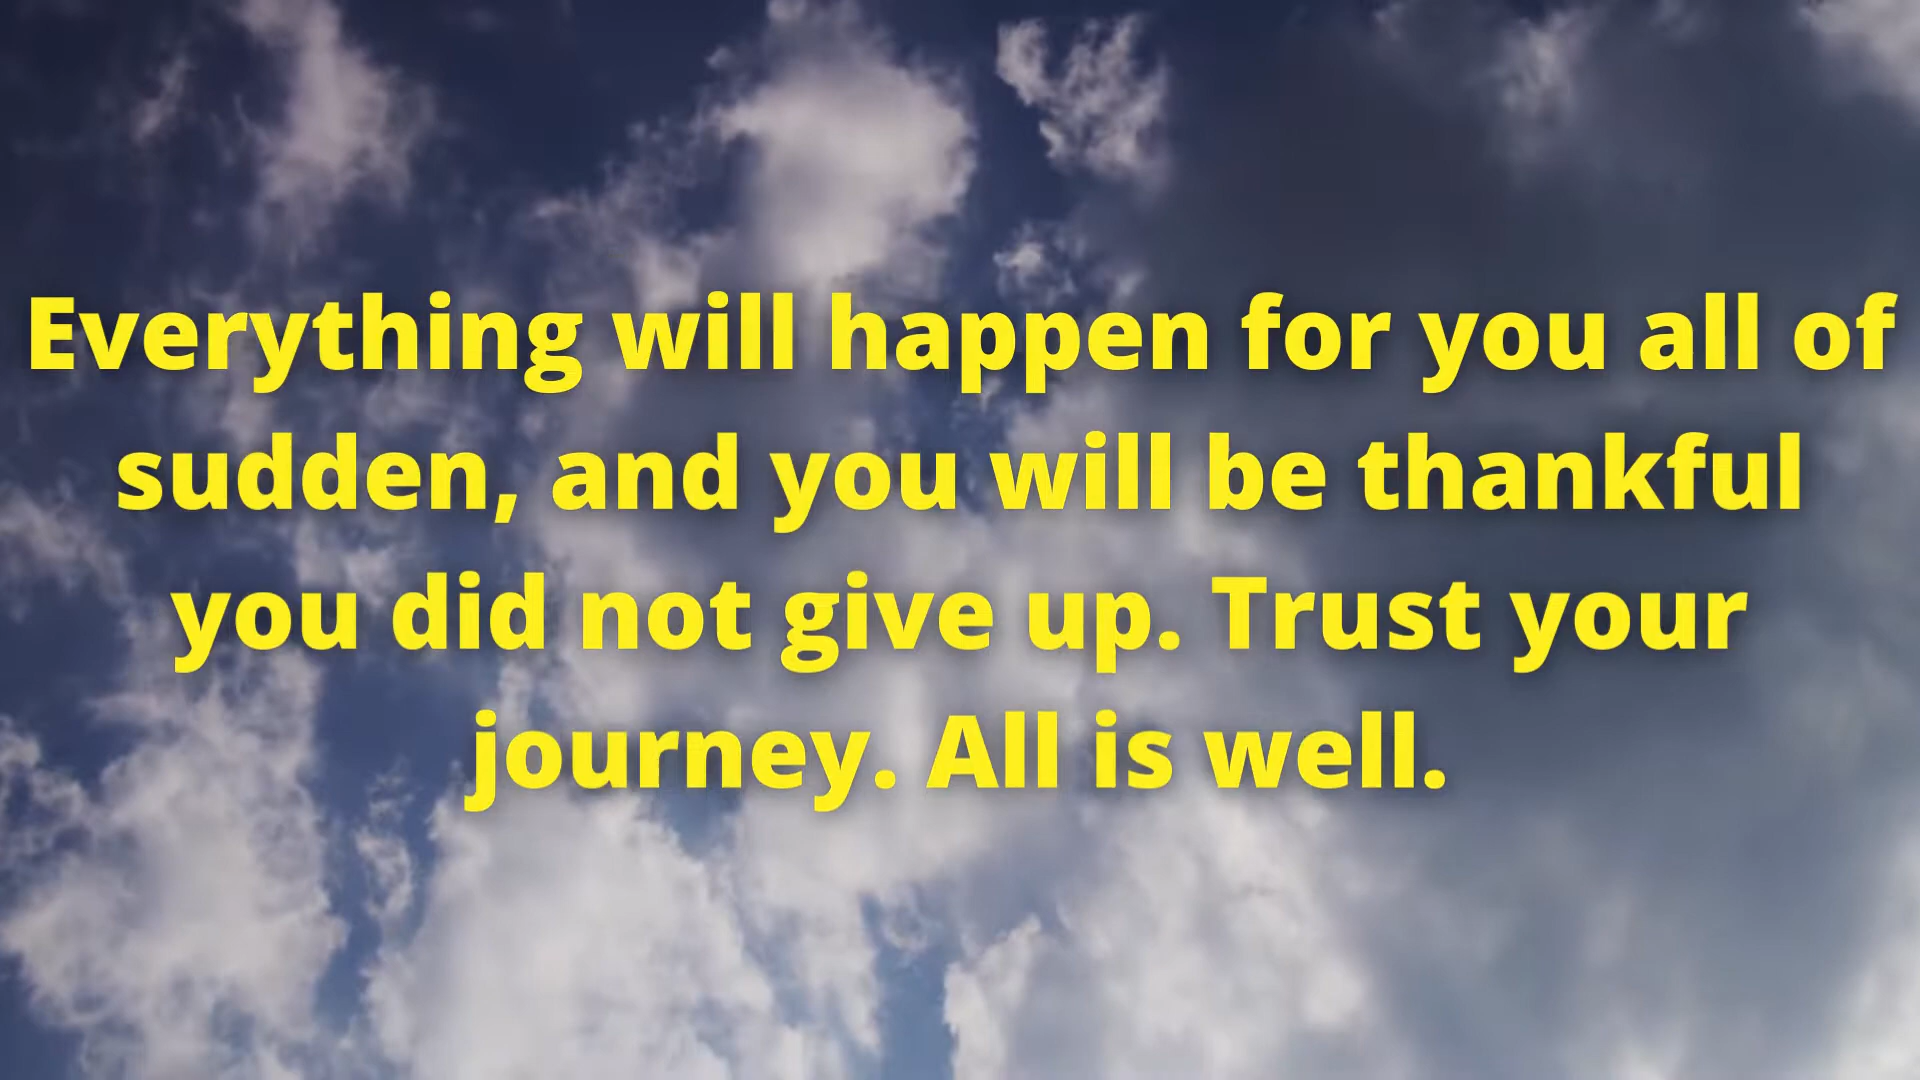 Everything will happen for you all of
sudden, and you will be thankful
you did not give up. Trust your
journey. All is well.